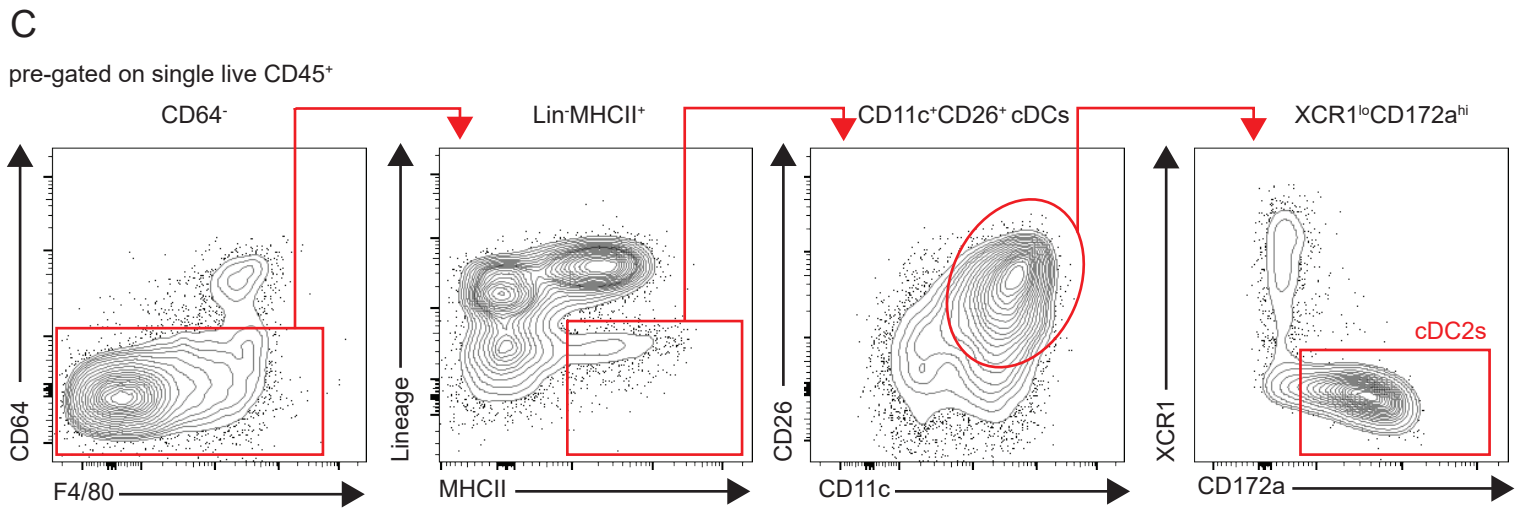 C
pre-gated on single live CD45⁺
CD64⁻
Lin⁻MHCII⁺
CD11c⁺CD26⁺ cDCs
XCR1ˡᵒCD172aʰⁱ
CD64
F4/80
Lineage
MHCII
CD26
CD11c
XCR1
CD172a
cDC2s